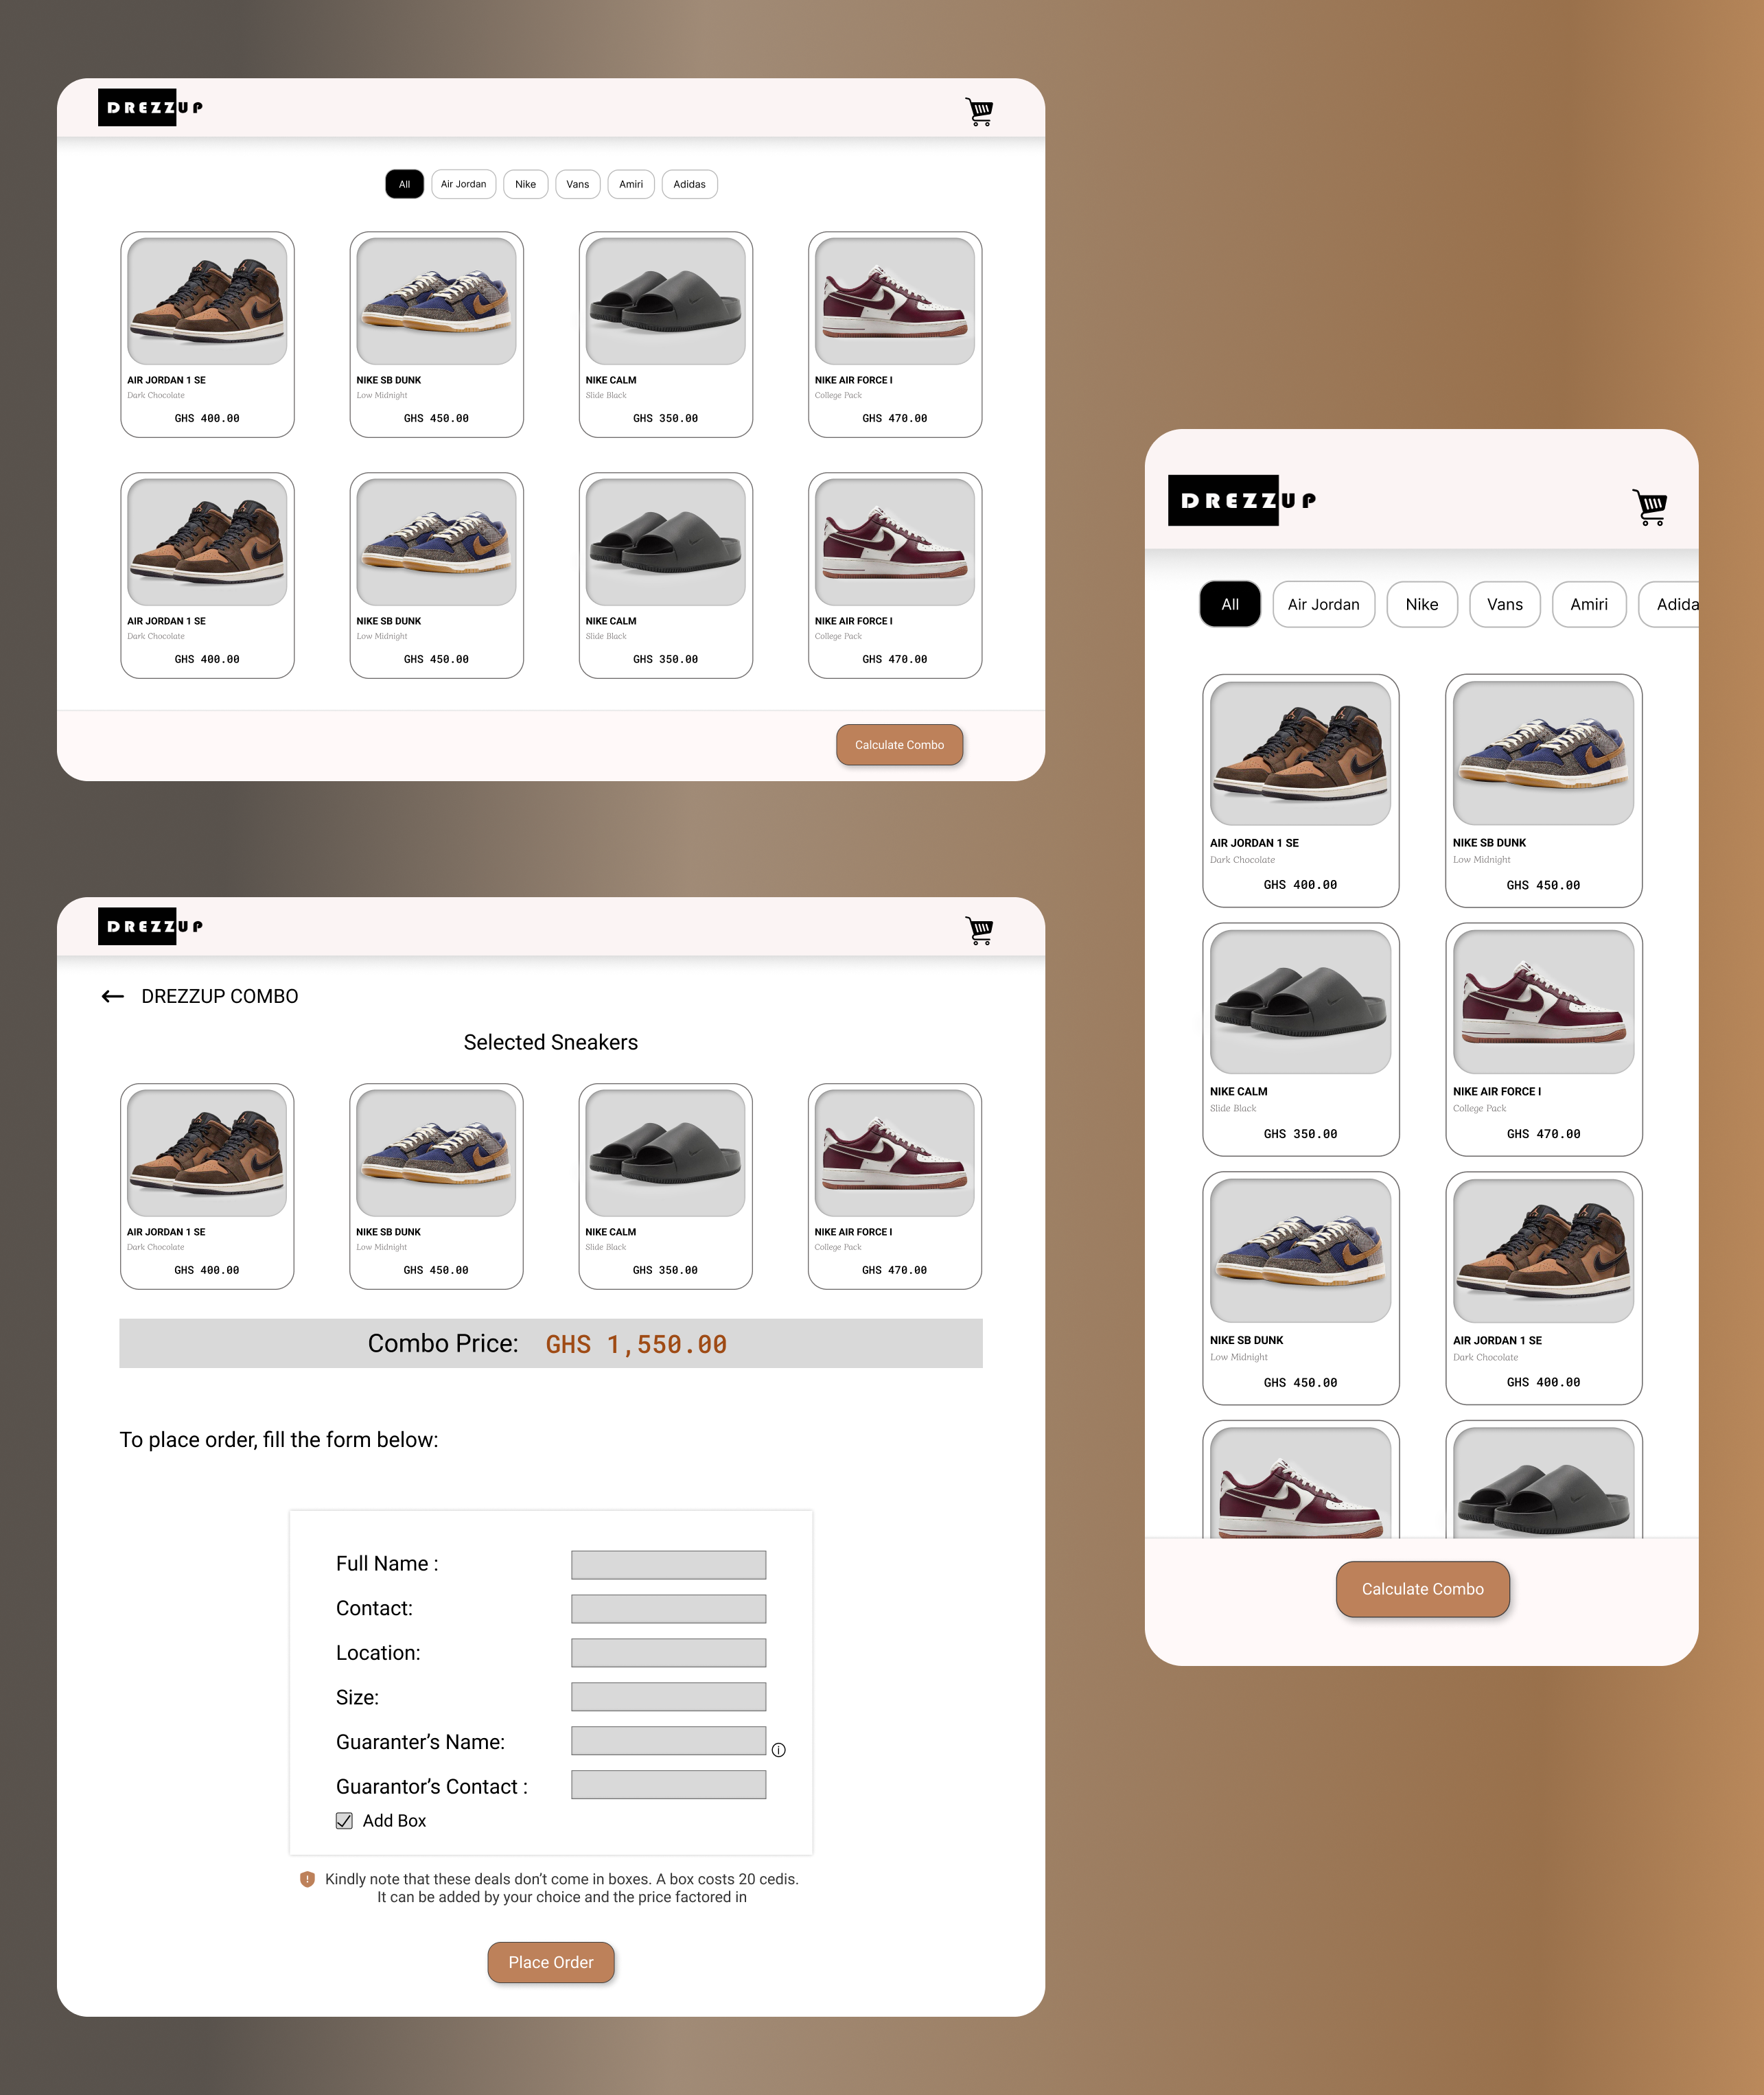 DREZZUP
All Air Jordan Nike Vans Amiri Adidas
AIR JORDAN 1 SE
Dark Chocolate
GHS 400.00
NIKE SB DUNK
Low Midnight
GHS 450.00
NIKE CALM
Slide Black
GHS 350.00
NIKE AIR FORCE I
College Pack
GHS 470.00
AIR JORDAN 1 SE
Dark Chocolate
GHS 400.00
NIKE SB DUNK
Low Midnight
GHS 450.00
NIKE CALM
Slide Black
GHS 350.00
NIKE AIR FORCE I
College Pack
GHS 470.00
Calculate Combo
DREZZUP
DREZZUP COMBO
Selected Sneakers
AIR JORDAN 1 SE
Dark Chocolate
GHS 400.00
NIKE SB DUNK
Low Midnight
GHS 450.00
NIKE CALM
Slide Black
GHS 350.00
NIKE AIR FORCE I
College Pack
GHS 470.00
Combo Price: GHS 1,550.00
To place order, fill the form below:
Full Name :
Contact:
Location:
Size:
Guaranter’s Name:
Guarantor’s Contact :
Add Box
Kindly note that these deals don’t come in boxes. A box costs 20 cedis.
It can be added by your choice and the price factored in
Place Order
DREZZUP
All Air Jordan Nike Vans Amiri Adida
AIR JORDAN 1 SE
Dark Chocolate
GHS 400.00
NIKE SB DUNK
Low Midnight
GHS 450.00
NIKE CALM
Slide Black
GHS 350.00
NIKE AIR FORCE I
College Pack
GHS 470.00
NIKE SB DUNK
Low Midnight
GHS 450.00
AIR JORDAN 1 SE
Dark Chocolate
GHS 400.00
Calculate Combo